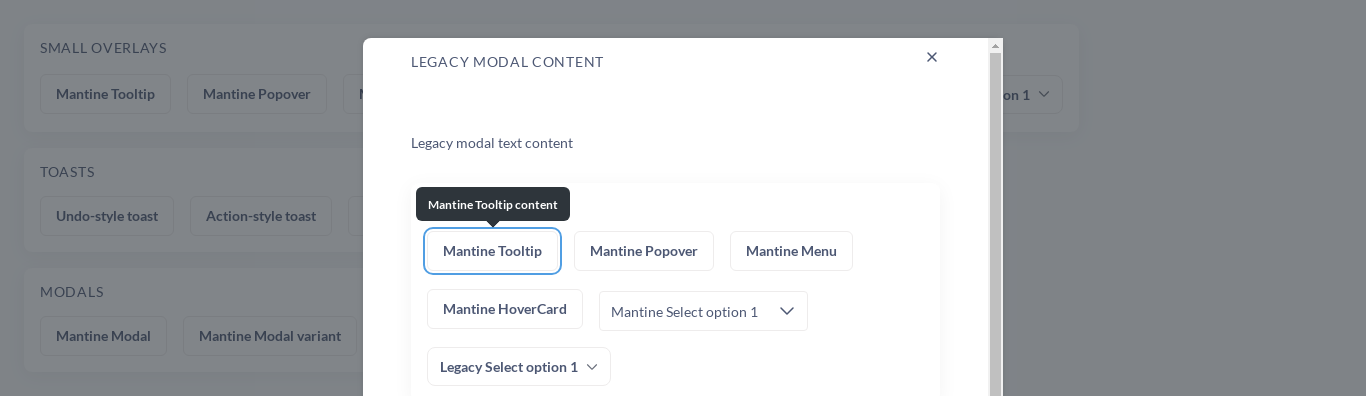 SMALL OVERLAYS
Mantine Tooltip Mantine Popover
on 1
TOASTS
Undo-style toast Action-style toast
MODALS
Mantine Modal Mantine Modal variant
LEGACY MODAL CONTENT
Legacy modal text content
Mantine Tooltip content
Mantine Tooltip Mantine Popover Mantine Menu
Mantine HoverCard Mantine Select option 1
Legacy Select option 1